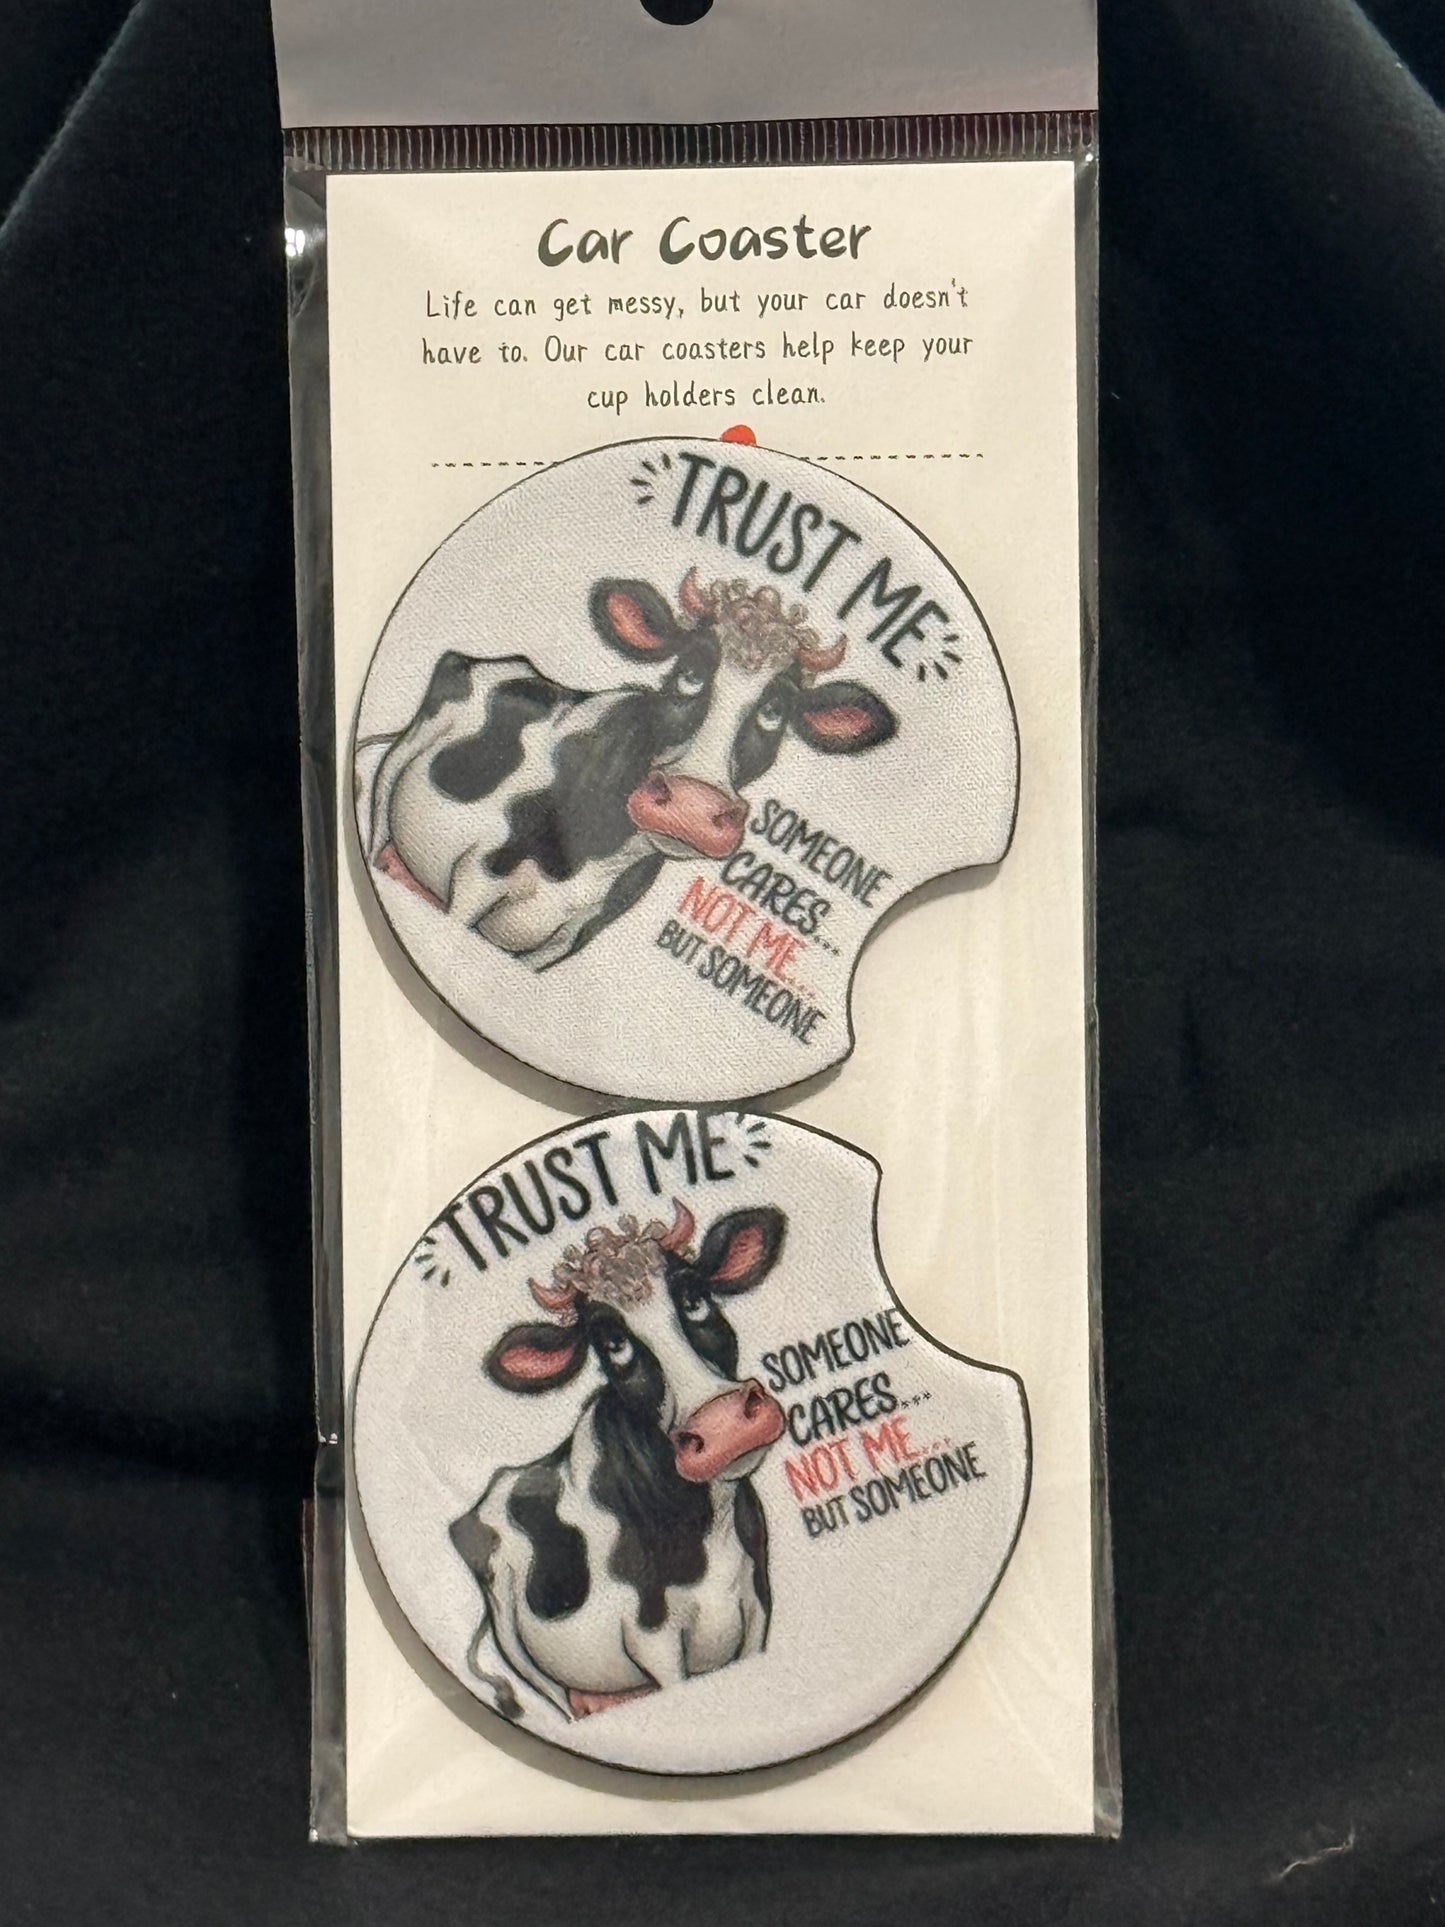 Car Coaster
Life can get messy, but your car doesn't
have to. Our car coasters help keep your
cup holders clean.
TRUST ME
SOMEONE
CARES...
NOT ME...
BUT SOMEONE
TRUST ME
SOMEONE
CARES...
NOT ME...
BUT SOMEONE